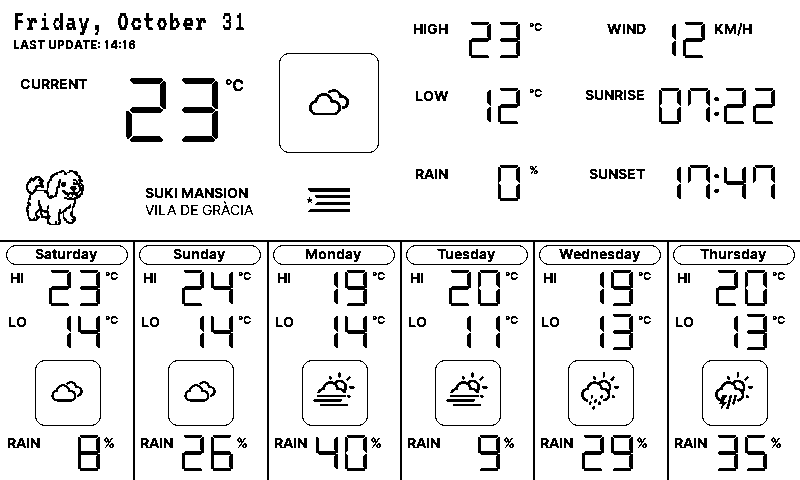 Friday, October 31
LAST UPDATE: 14:16
CURRENT 23 °C
HIGH 23 °C
WIND 12 KM/H
LOW 12 °C
SUNRISE 07:22
RAIN 0 %
SUNSET 17:47
SUKI MANSION
VILA DE GRÀCIA
Saturday
HI 23 °C
LO 14 °C
RAIN 8 %
Sunday
HI 24 °C
LO 14 °C
RAIN 26 %
Monday
HI 19 °C
LO 14 °C
RAIN 40 %
Tuesday
HI 20 °C
LO 11 °C
RAIN 9 %
Wednesday
HI 19 °C
LO 13 °C
RAIN 29 %
Thursday
HI 20 °C
LO 13 °C
RAIN 35 %